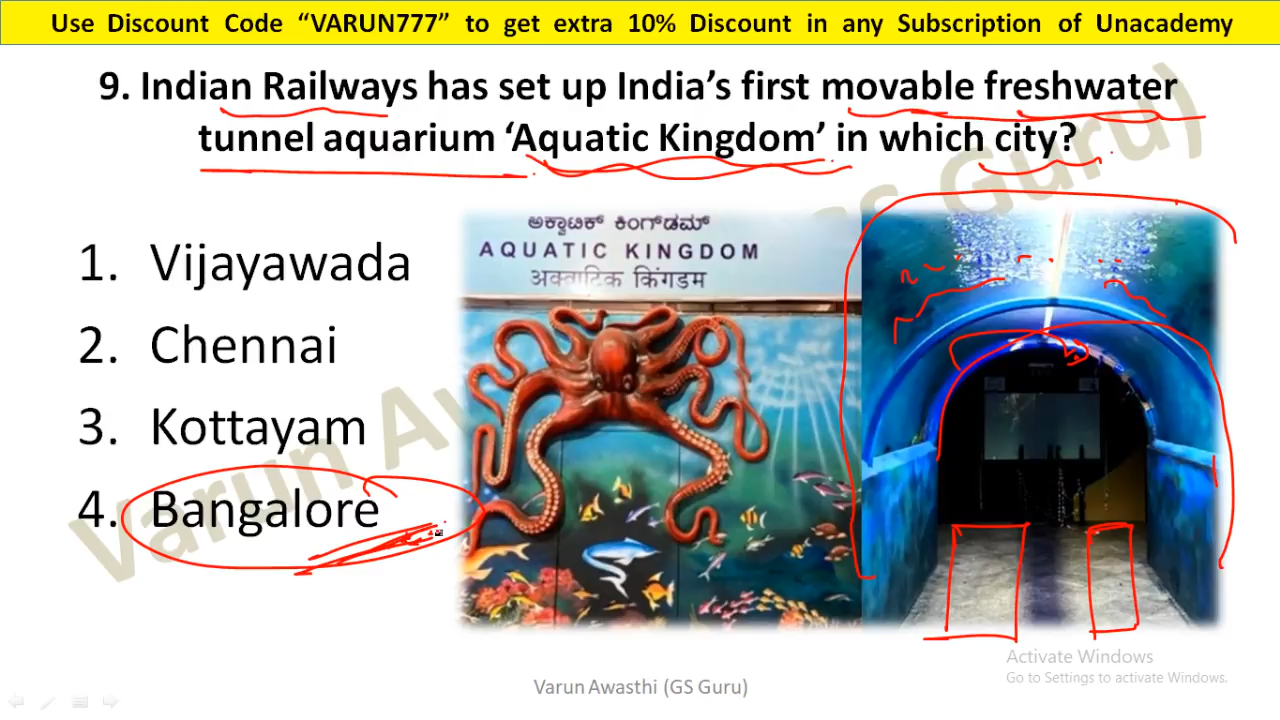 Use Discount Code “VARUN777” to get extra 10% Discount in any Subscription of Unacademy
9. Indian Railways has set up India’s first movable freshwater
tunnel aquarium ‘Aquatic Kingdom’ in which city?
1. Vijayawada
2. Chennai
3. Kottayam
4. Bangalore
ಅಕ್ವಾಟಿಕ್ ಕಿಂಗ್‌ಡಮ್
AQUATIC KINGDOM
अक्वाटिक किंगडम
Varun Awasthi (GS Guru)
Activate Windows
Go to Settings to activate Windows.
Varun Awasthi (GS Guru)